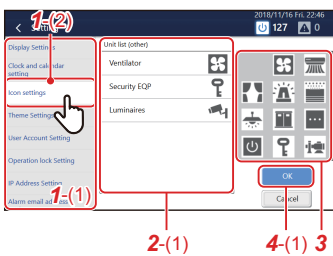 2018/11/16 Fri. 22:46
1-(2)
127 0
Display Settings
Unit list (other)
Clock and calendar
setting
Ventilator
Icon settings
Security EQP
Theme Settings
Luminaires
User Account Setting
Operation lock Setting
IP Address Setting
Alarm email address
1-(1)
OK
Cancel
2-(1)
4-(1)
3